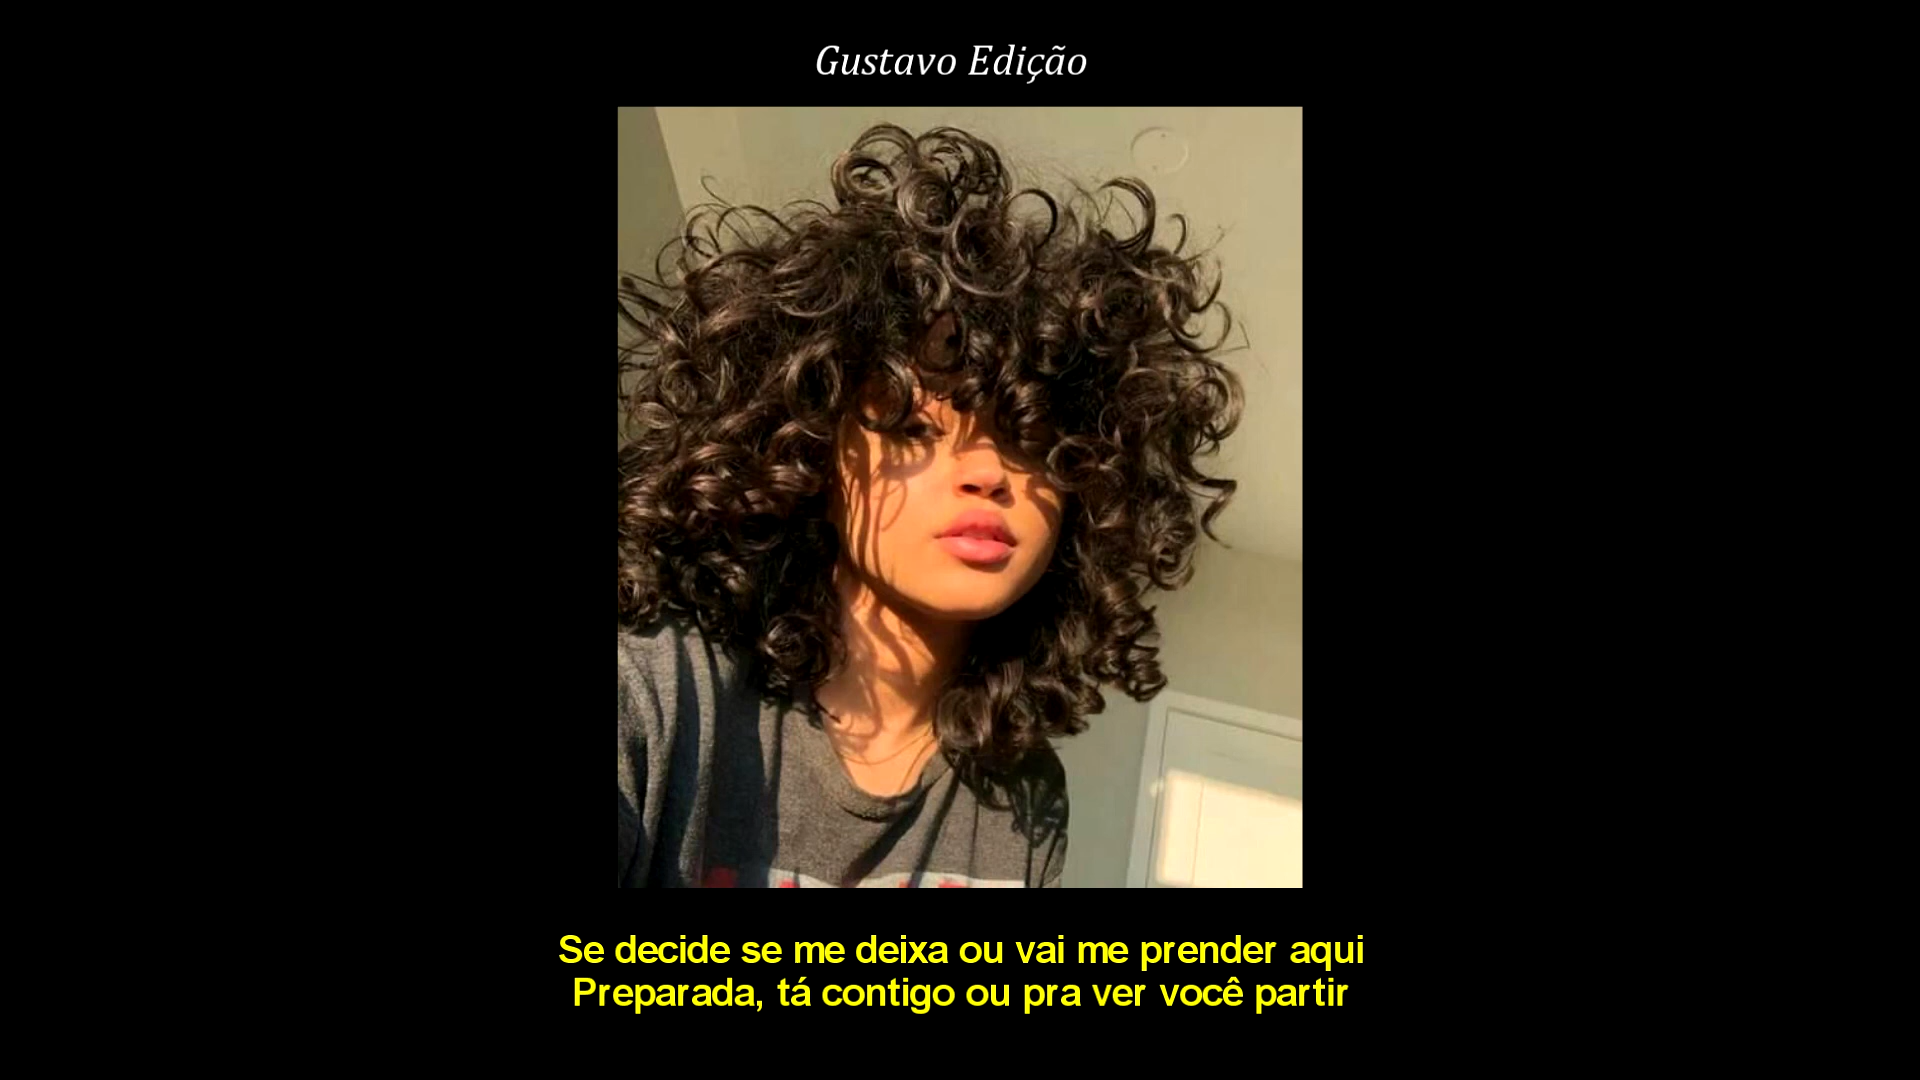 Gustavo Edição
Se decide se me deixa ou vai me prender aqui
Preparada, tá contigo ou pra ver você partir